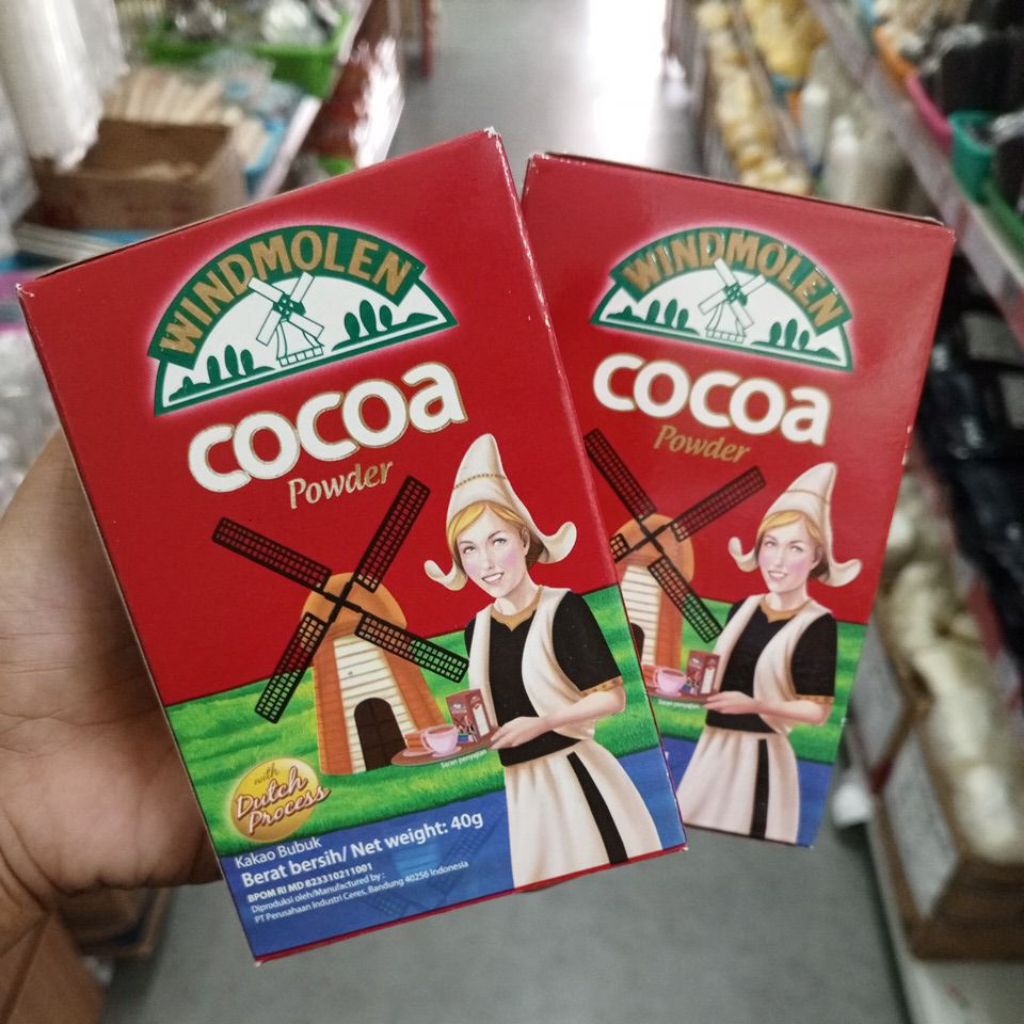 WINDMOLEN
cocoa
Powder
with
Dutch
Process
Kakao Bubuk
Berat bersih/ Net weight: 40g
BPOM RI MD 823310211001
Diproduksi oleh/Manufactured by :
PT Perusahaan Industri Ceres, Bandung 40256 Indonesia
WINDMOLEN
cocoa
Powder